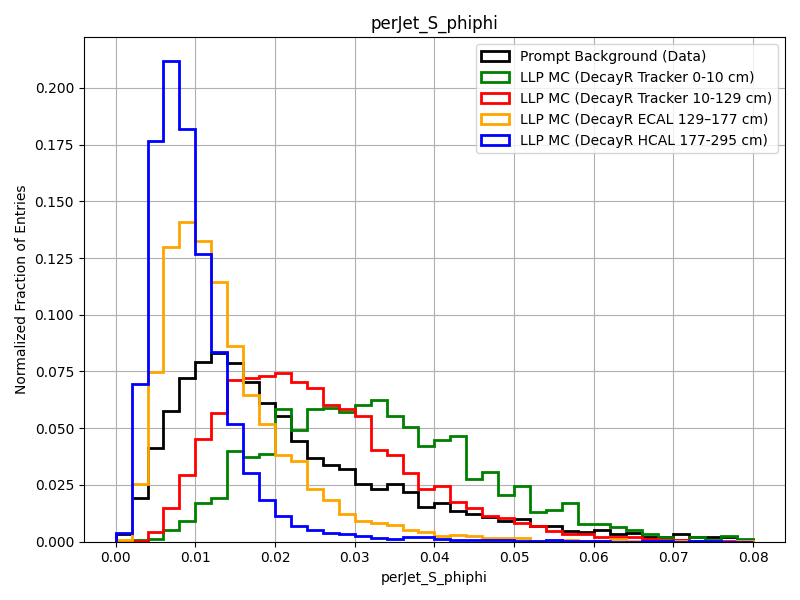 perJet_S_phiphi
Prompt Background (Data)
LLP MC (DecayR Tracker 0-10 cm)
LLP MC (DecayR Tracker 10-129 cm)
LLP MC (DecayR ECAL 129–177 cm)
LLP MC (DecayR HCAL 177-295 cm)
Normalized Fraction of Entries
0.200
0.175
0.150
0.125
0.100
0.075
0.050
0.025
0.000
0.00 0.01 0.02 0.03 0.04 0.05 0.06 0.07 0.08
perJet_S_phiphi